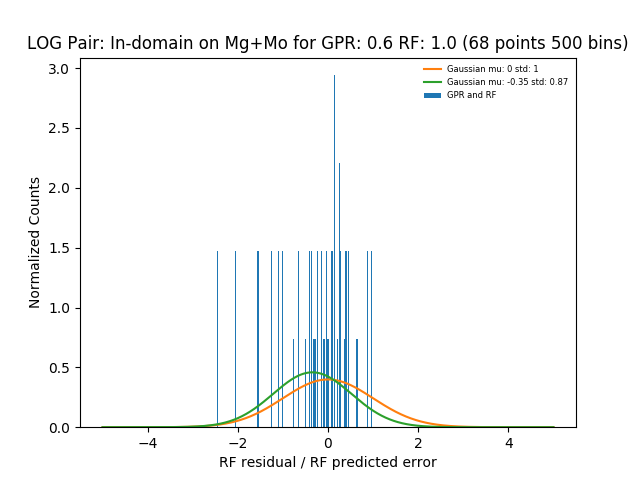 LOG Pair: In-domain on Mg+Mo for GPR: 0.6 RF: 1.0 (68 points 500 bins)
3.0
2.5
2.0
1.5
1.0
0.5
0.0
Normalized Counts
Gaussian mu: 0 std: 1
Gaussian mu: -0.35 std: 0.87
GPR and RF
−4 −2 0 2 4
RF residual / RF predicted error